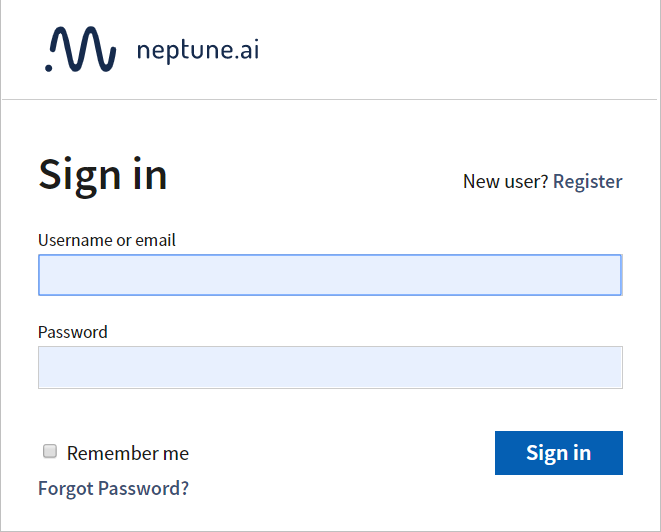 neptune.ai
Sign in
New user? Register
Username or email
Password
Remember me
Sign in
Forgot Password?